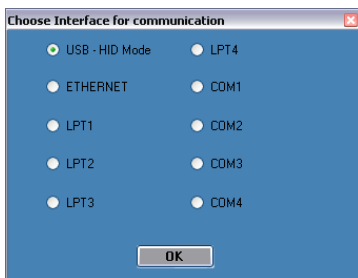 Choose Interface for communication
USB - HID Mode
ETHERNET
LPT1
LPT2
LPT3
LPT4
COM1
COM2
COM3
COM4
OK